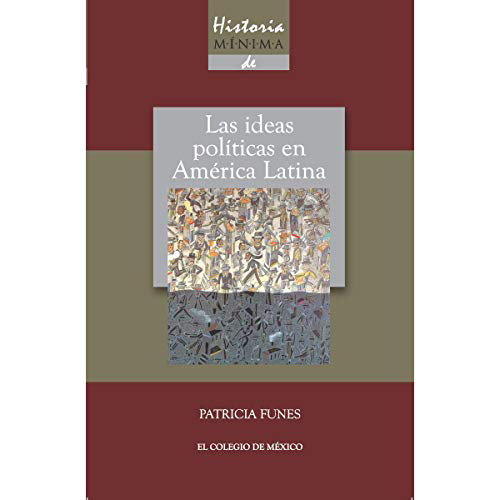 Historia
M·Í·N·I·M·A
de
Las ideas
políticas en
América Latina
PATRICIA FUNES
EL COLEGIO DE MÉXICO